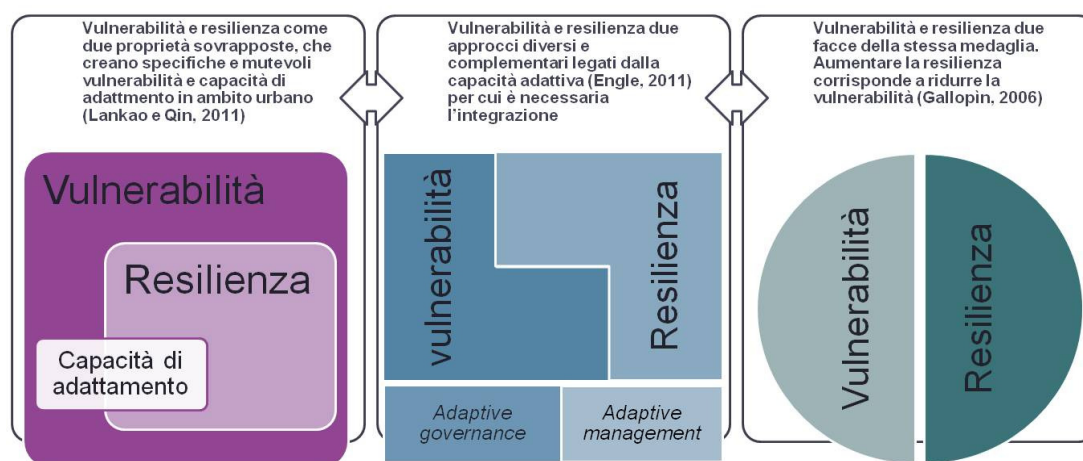 Vulnerabilità e resilienza come
due proprietà sovrapposte, che
creano specifiche e mutevoli
vulnerabilità e capacità di
adattmento in ambito urbano
(Lankao e Qin, 2011)
Vulnerabilità
Resilienza
Capacità di
adattamento
Vulnerabilità e resilienza due
approcci diversi e
complementari legati dalla
capacità adattiva (Engle, 2011)
per cui è necessaria
l'integrazione
vulnerabilità
Resilienza
Adaptive
governance
Adaptive
management
Vulnerabilità e resilienza due
facce della stessa medaglia.
Aumentare la resilienza
corrisponde a ridurre la
vulnerabilità (Gallopìn, 2006)
Vulnerabilità
Resilienza